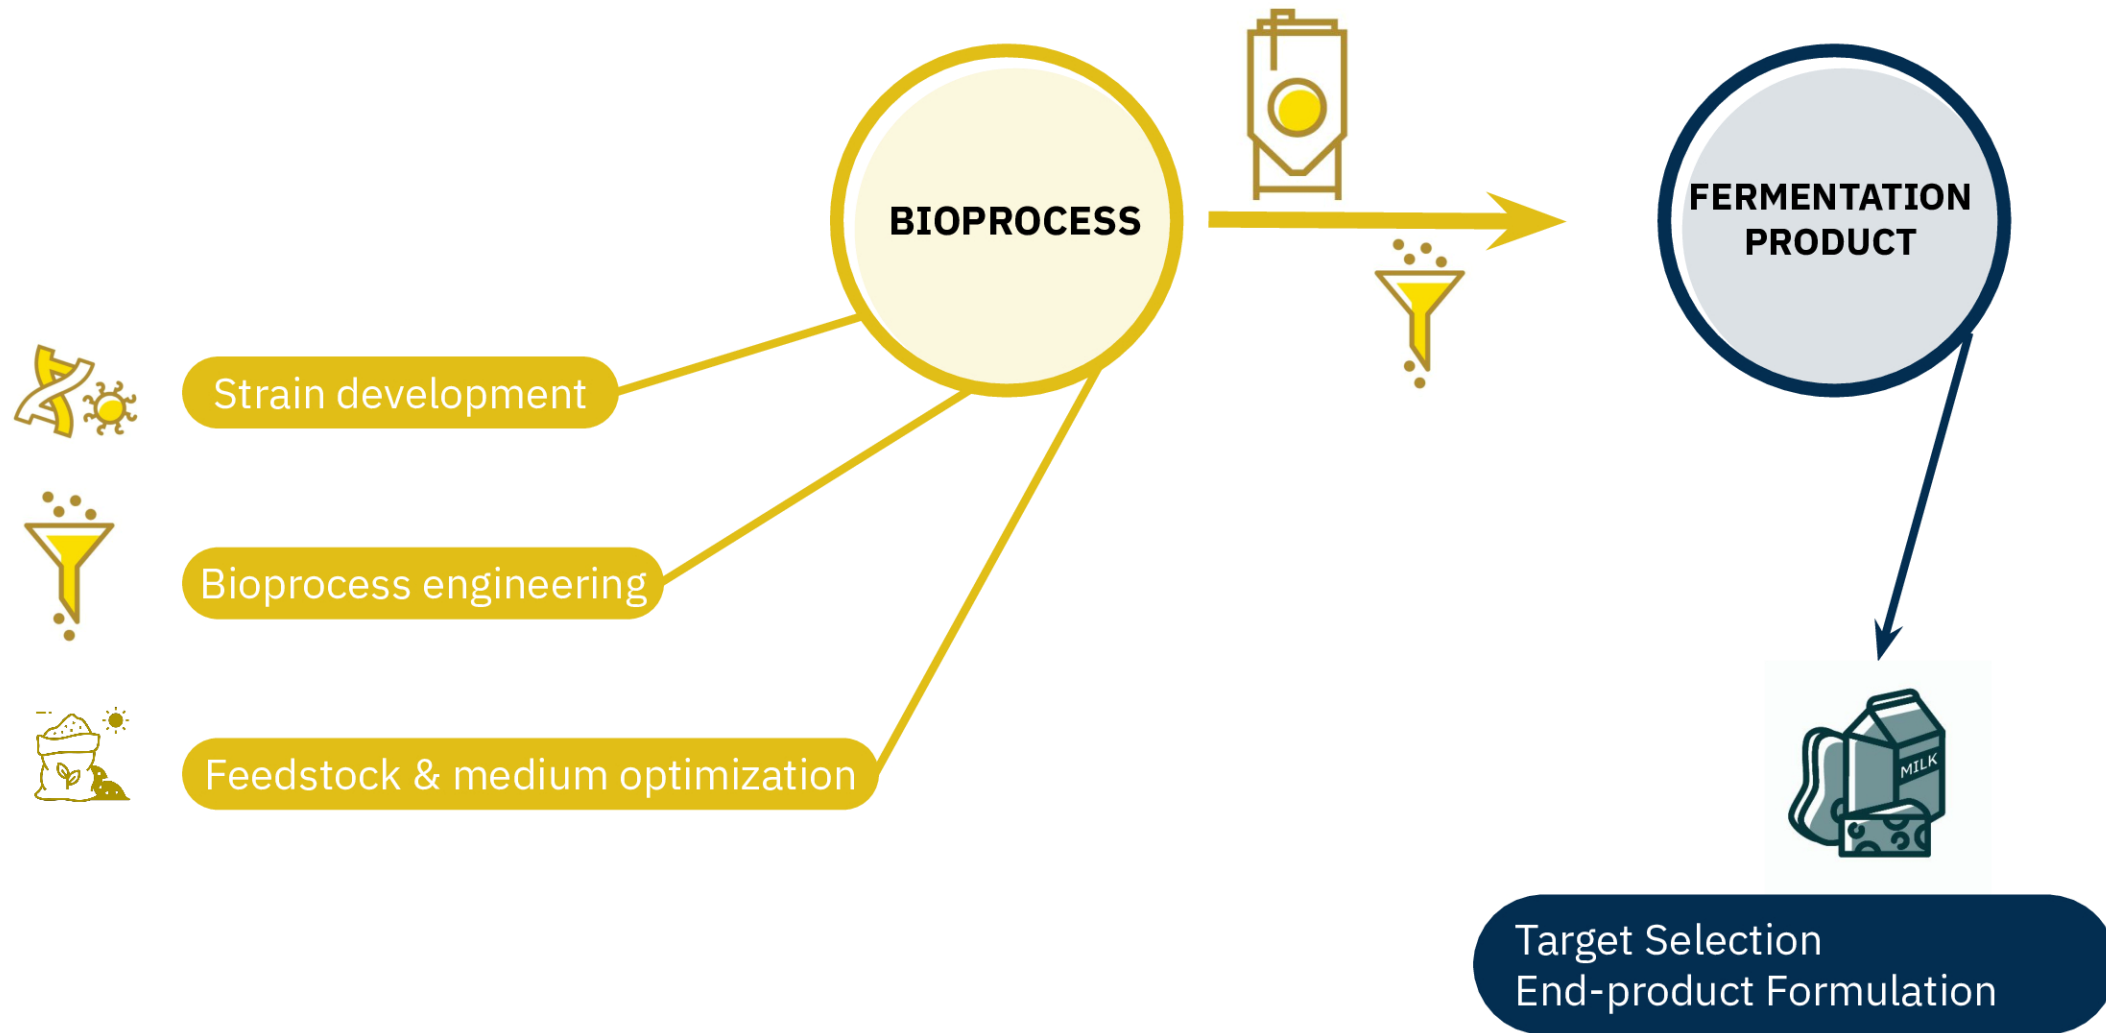 BIOPROCESS
FERMENTATION
PRODUCT
Strain development
Bioprocess engineering
Feedstock & medium optimization
MILK
Target Selection
End-product Formulation